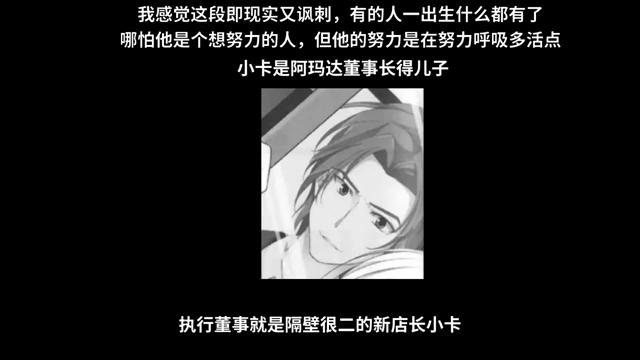 我感觉这段即现实又讽刺，有的人一出生什么都有了
哪怕他是个想努力的人，但他的努力是在努力呼吸多活点
小卡是阿玛达董事长得儿子
执行董事就是隔壁很二的新店长小卡